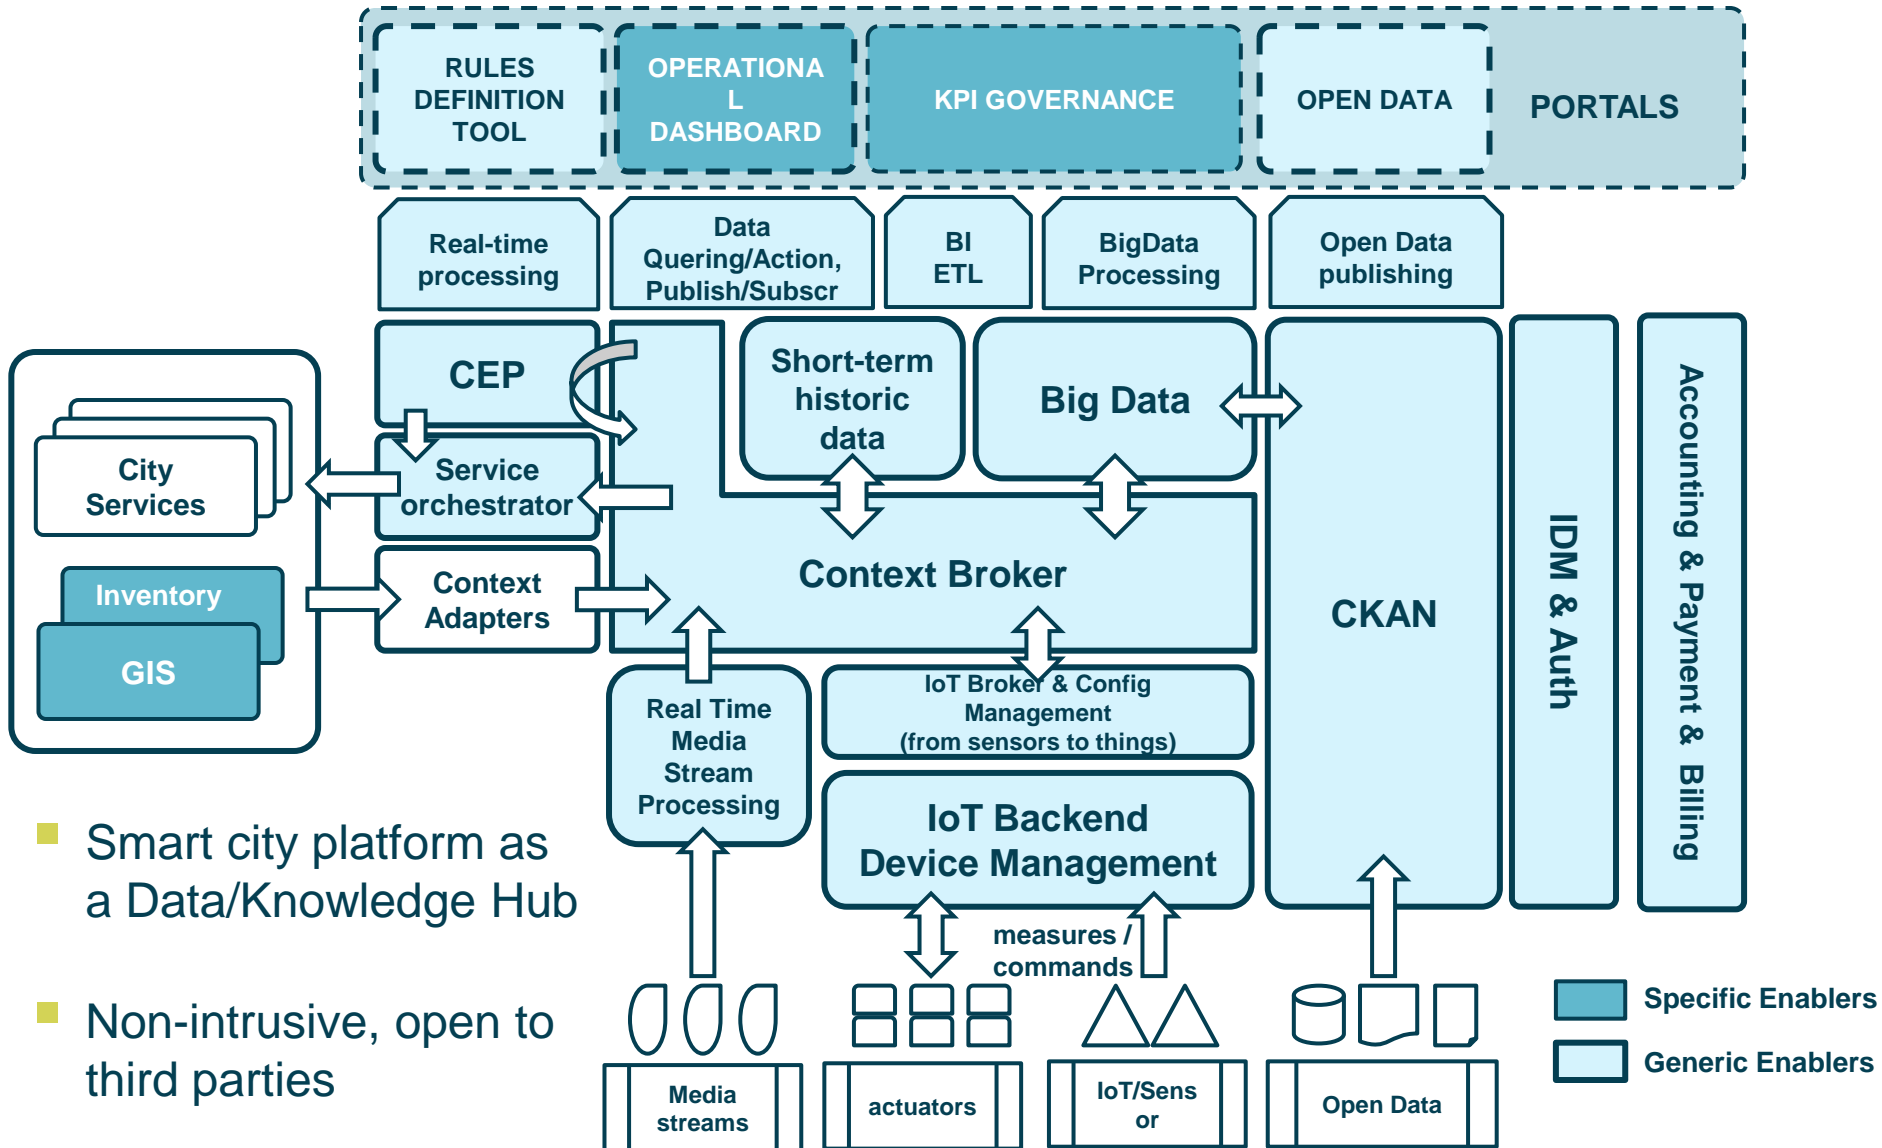 RULES
DEFINITION
TOOL
OPERATIONA
L
DASHBOARD
KPI GOVERNANCE
OPEN DATA
PORTALS
Real-time
processing
Data
Quering/Action,
Publish/Subscr
BI
ETL
BigData
Processing
Open Data
publishing
CEP
Short-term
historic
data
Big Data
City
Services
Service
orchestrator
Context Broker
Inventory
GIS
Context
Adapters
CKAN
IDM & Auth
Accounting & Payment & Billing
Real Time
Media
Stream
Processing
IoT Broker & Config
Management
(from sensors to things)
IoT Backend
Device Management
Smart city platform as
a Data/Knowledge Hub
Non-intrusive, open to
third parties
measures /
commands
Media
streams
actuators
IoT/Sens
or
Open Data
Specific Enablers
Generic Enablers